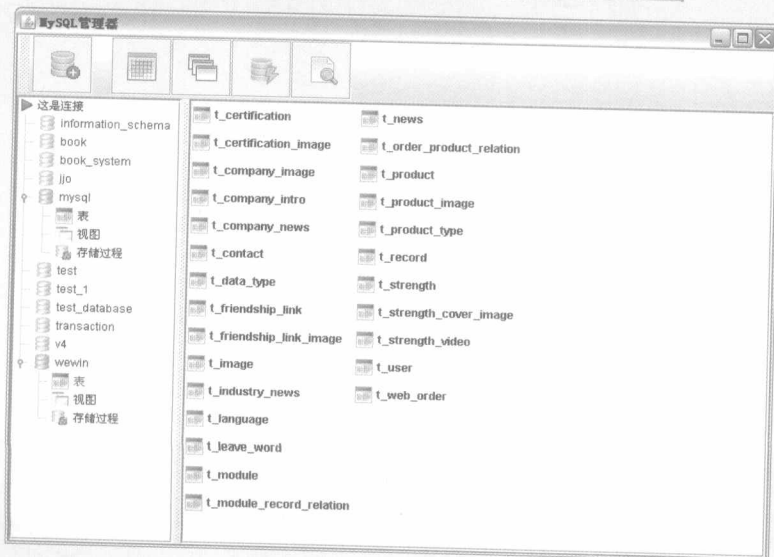 MySQL管理器
这是连接
information_schema
book
book_system
jjo
mysql
表
视图
存储过程
test
test_1
test_database
transaction
v4
wewin
表
视图
存储过程
t_certification
t_certification_image
t_company_image
t_company_intro
t_company_news
t_contact
t_data_type
t_friendship_link
t_friendship_link_image
t_image
t_industry_news
t_language
t_leave_word
t_module
t_module_record_relation
t_news
t_order_product_relation
t_product
t_product_image
t_product_type
t_record
t_strength
t_strength_cover_image
t_strength_video
t_user
t_web_order